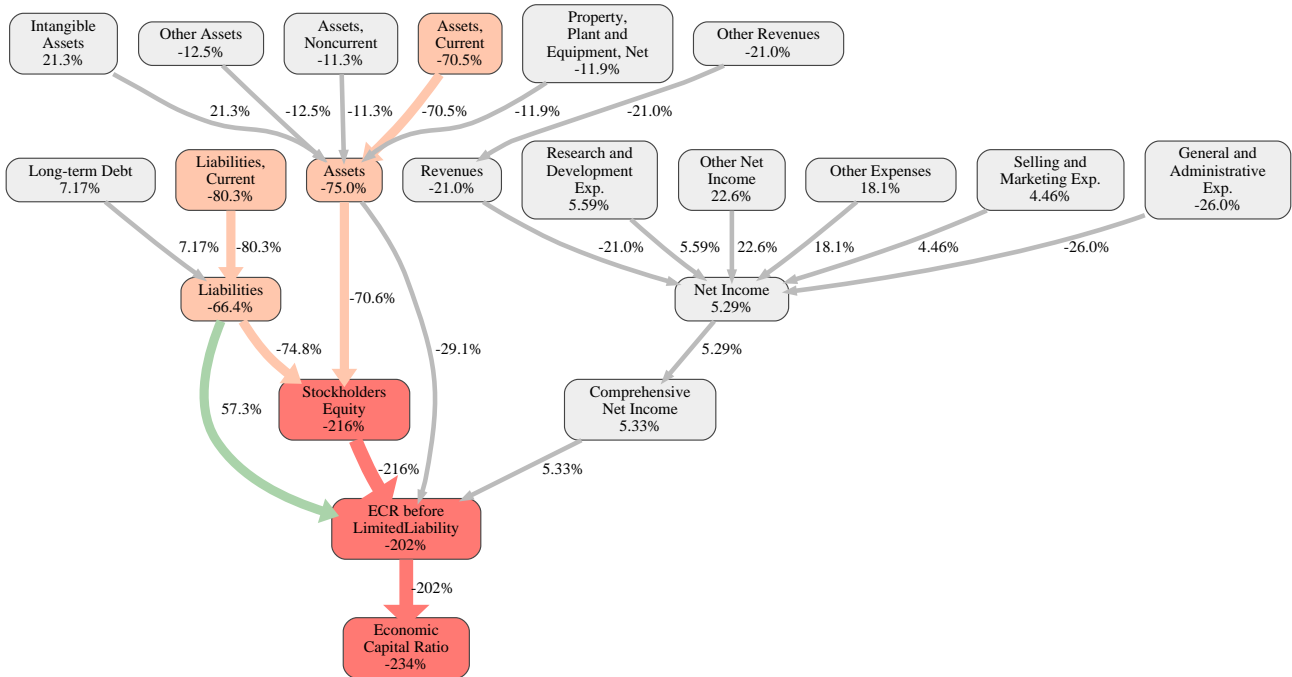 Intangible
Assets
21.3%
Other Assets
-12.5%
Assets,
Noncurrent
-11.3%
Assets,
Current
-70.5%
Property,
Plant and
Equipment, Net
-11.9%
Other Revenues
-21.0%
21.3%
-12.5%
-11.3%
-70.5%
-11.9%
-21.0%
Long-term Debt
7.17%
Liabilities,
Current
-80.3%
Assets
-75.0%
Revenues
-21.0%
Research and
Development
Exp.
5.59%
Other Net
Income
22.6%
Other Expenses
18.1%
Selling and
Marketing Exp.
4.46%
General and
Administrative
Exp.
-26.0%
7.17%
-80.3%
-21.0%
5.59%
22.6%
18.1%
4.46%
-26.0%
Liabilities
-66.4%
-70.6%
Net Income
5.29%
-74.8%
-29.1%
5.29%
57.3%
Stockholders
Equity
-216%
Comprehensive
Net Income
5.33%
-216%
5.33%
ECR before
LimitedLiability
-202%
-202%
Economic
Capital Ratio
-234%